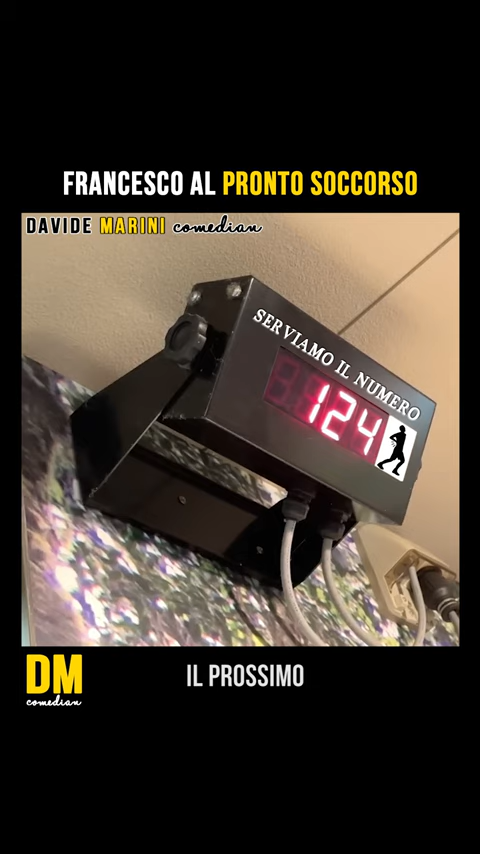 FRANCESCO AL PRONTO SOCCORSO
DAVIDE MARINI comedian
SERVIAMO IL NUMERO
124
DM
comedian
IL PROSSIMO